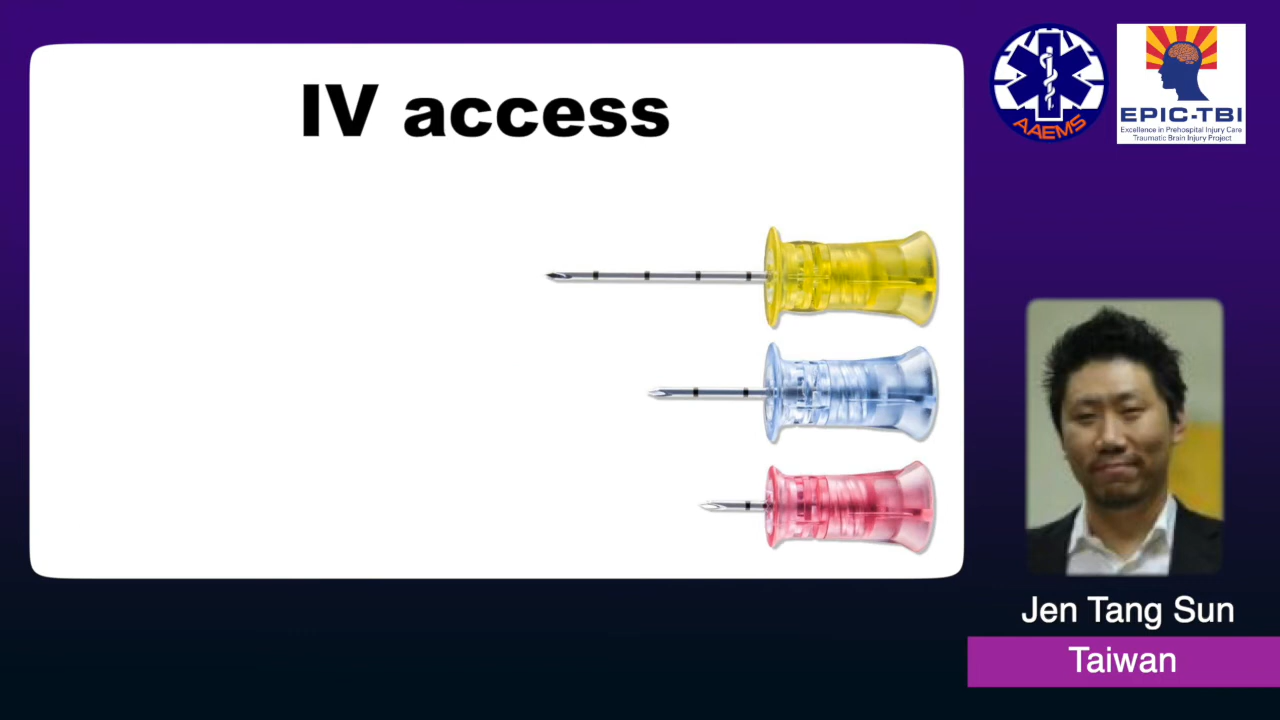 IV access
AAEMS
EPIC-TBI
Excellence in Prehospital Injury Care
Traumatic Brain Injury Project
Jen Tang Sun
Taiwan